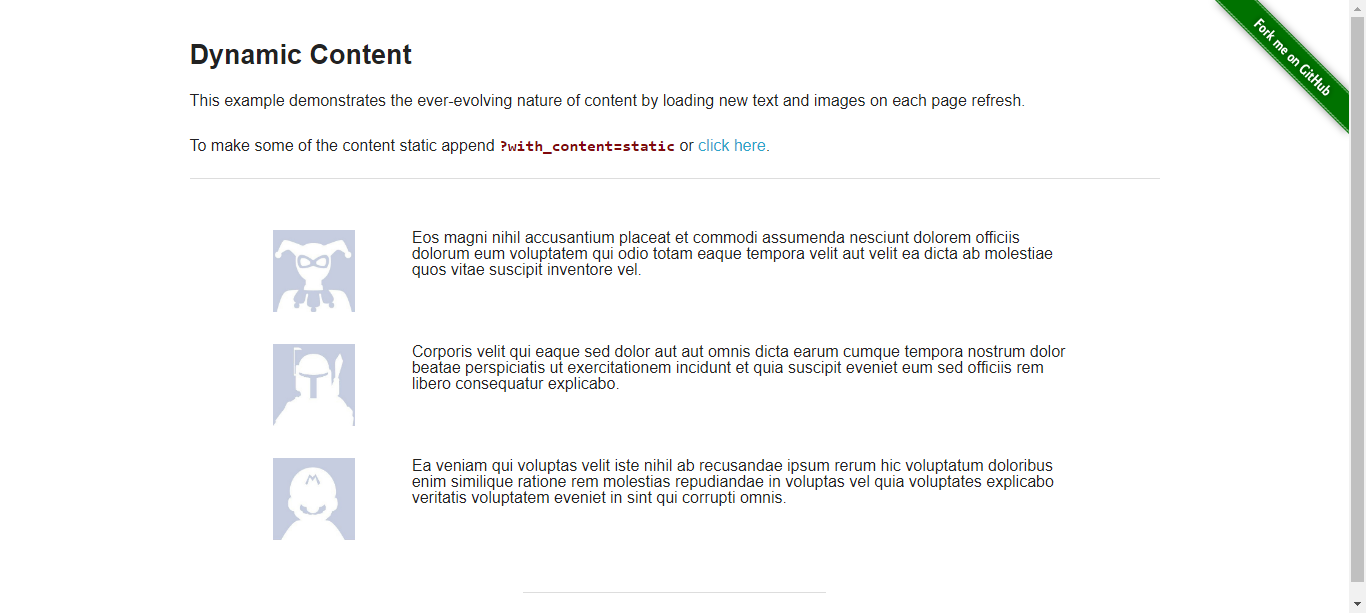 Fork me on GitHub
Dynamic Content
This example demonstrates the ever-evolving nature of content by loading new text and images on each page refresh.
To make some of the content static append ?with_content=static or click here.
Eos magni nihil accusantium placeat et commodi assumenda nesciunt dolorem officiis
dolorum eum voluptatem qui odio totam eaque tempora velit aut velit ea dicta ab molestiae
quos vitae suscipit inventore vel.
Corporis velit qui eaque sed dolor aut aut omnis dicta earum cumque tempora nostrum dolor
beatae perspiciatis ut exercitationem incidunt et quia suscipit eveniet eum sed officiis rem
libero consequatur explicabo.
Ea veniam qui voluptas velit iste nihil ab recusandae ipsum rerum hic voluptatum doloribus
enim similique ratione rem molestias repudiandae in voluptas vel quia voluptates explicabo
veritatis voluptatem eveniet in sint qui corrupti omnis.